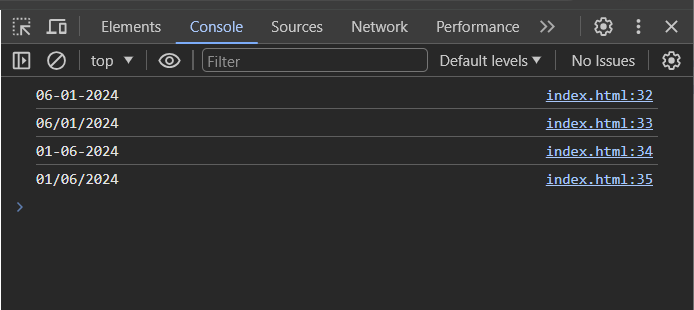 Elements Console Sources Network Performance
top Filter Default levels No Issues
06-01-2024 index.html:32
06/01/2024 index.html:33
01-06-2024 index.html:34
01/06/2024 index.html:35